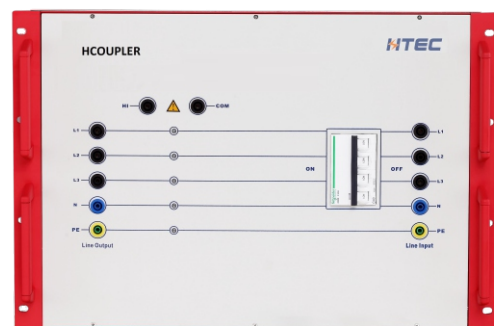 HCOUPLER
HTEC
HI
COM
L1
L1
L2
L2
ON
OFF
L3
L3
N
N
PE
PE
Line Output
Line Input